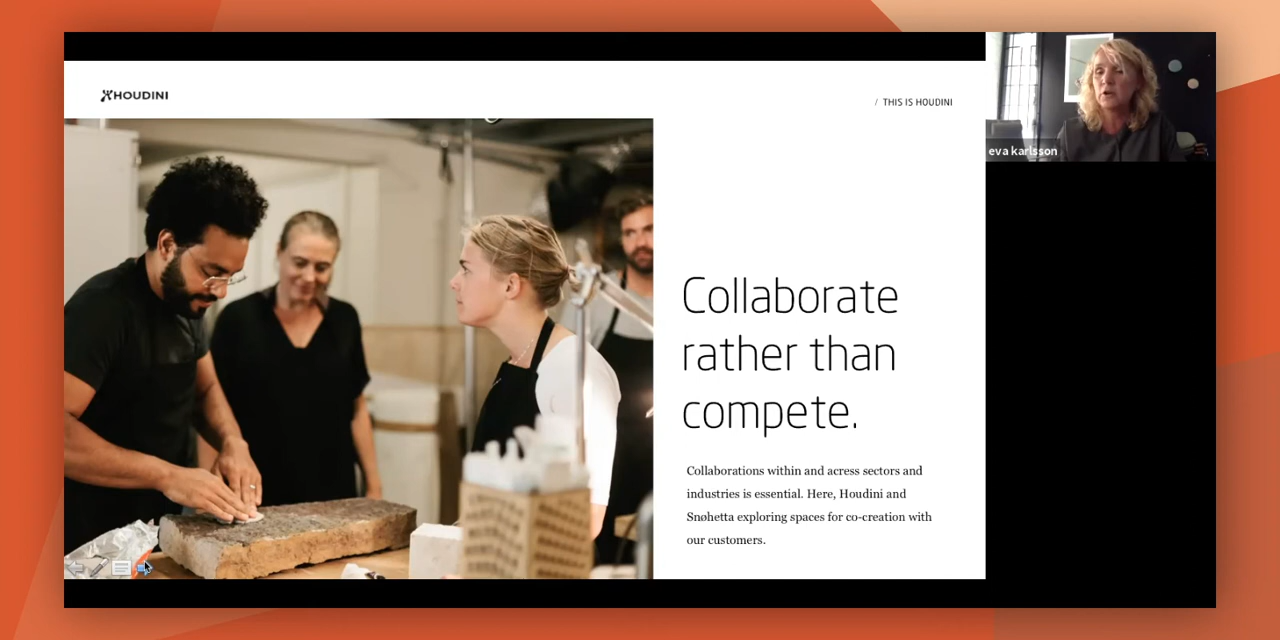 HOUDINI
/ THIS IS HOUDINI
eva karlsson
Collaborate
rather than
compete.
Collaborations within and acress sectors and
industries is essential. Here, Houdini and
Snøhetta exploring spaces for co-creation with
our customers.